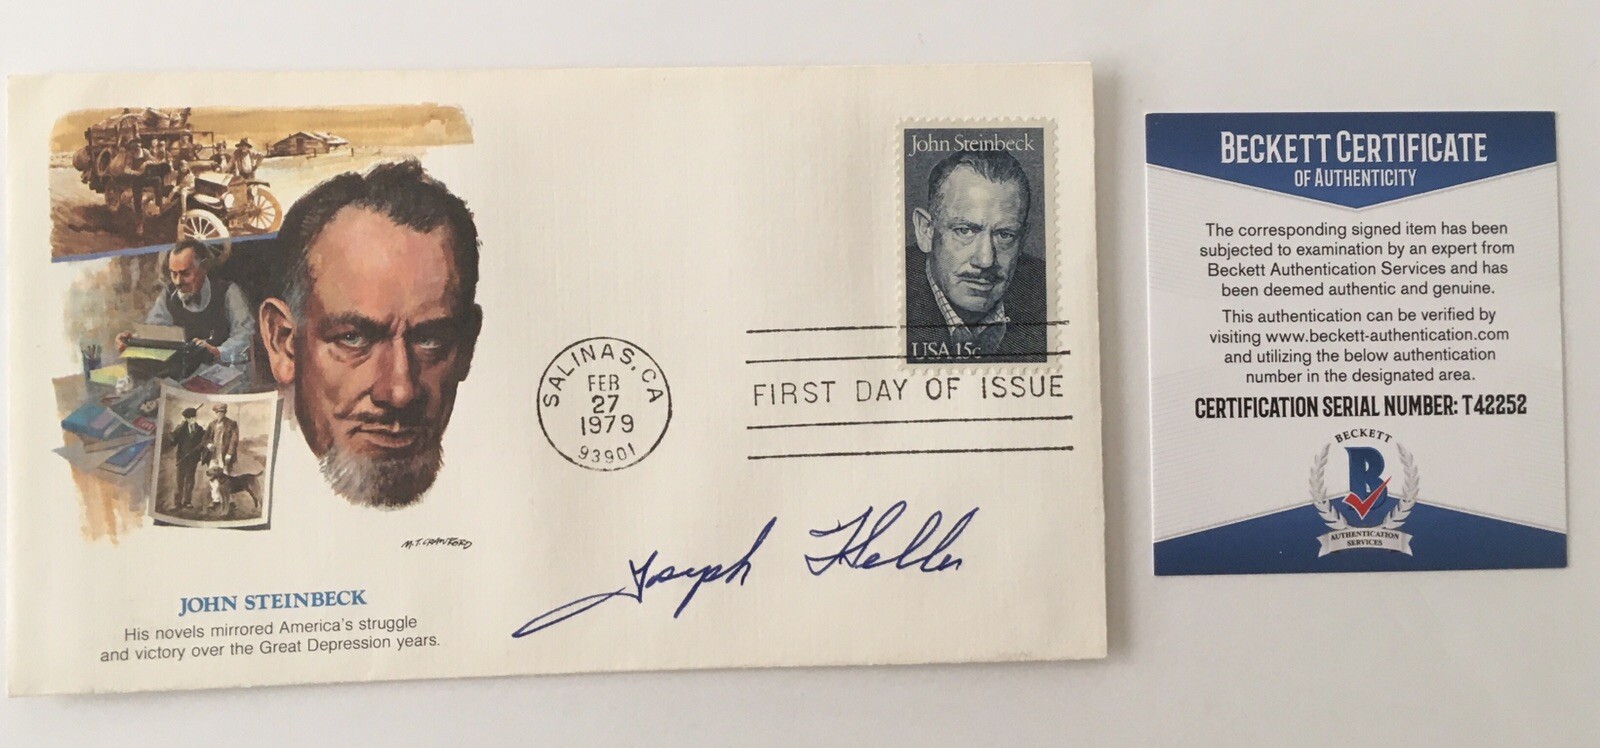 John Steinbeck
USA 15c
SALINAS, CA
FEB
27
1979
93901
FIRST DAY OF ISSUE
M.T. CRAWFORD
Joseph Heller
JOHN STEINBECK
His novels mirrored America's struggle
and victory over the Great Depression years.
BECKETT CERTIFICATE
OF AUTHENTICITY
The corresponding signed item has been
subjected to examination by an expert from
Beckett Authentication Services and has
been deemed authentic and genuine.
This authentication can be verified by
visiting www.beckett-authentication.com
and utilizing the below authentication
number in the designated area.
CERTIFICATION SERIAL NUMBER: T42252
BECKETT
B
AUTHENTICATION
SERVICES